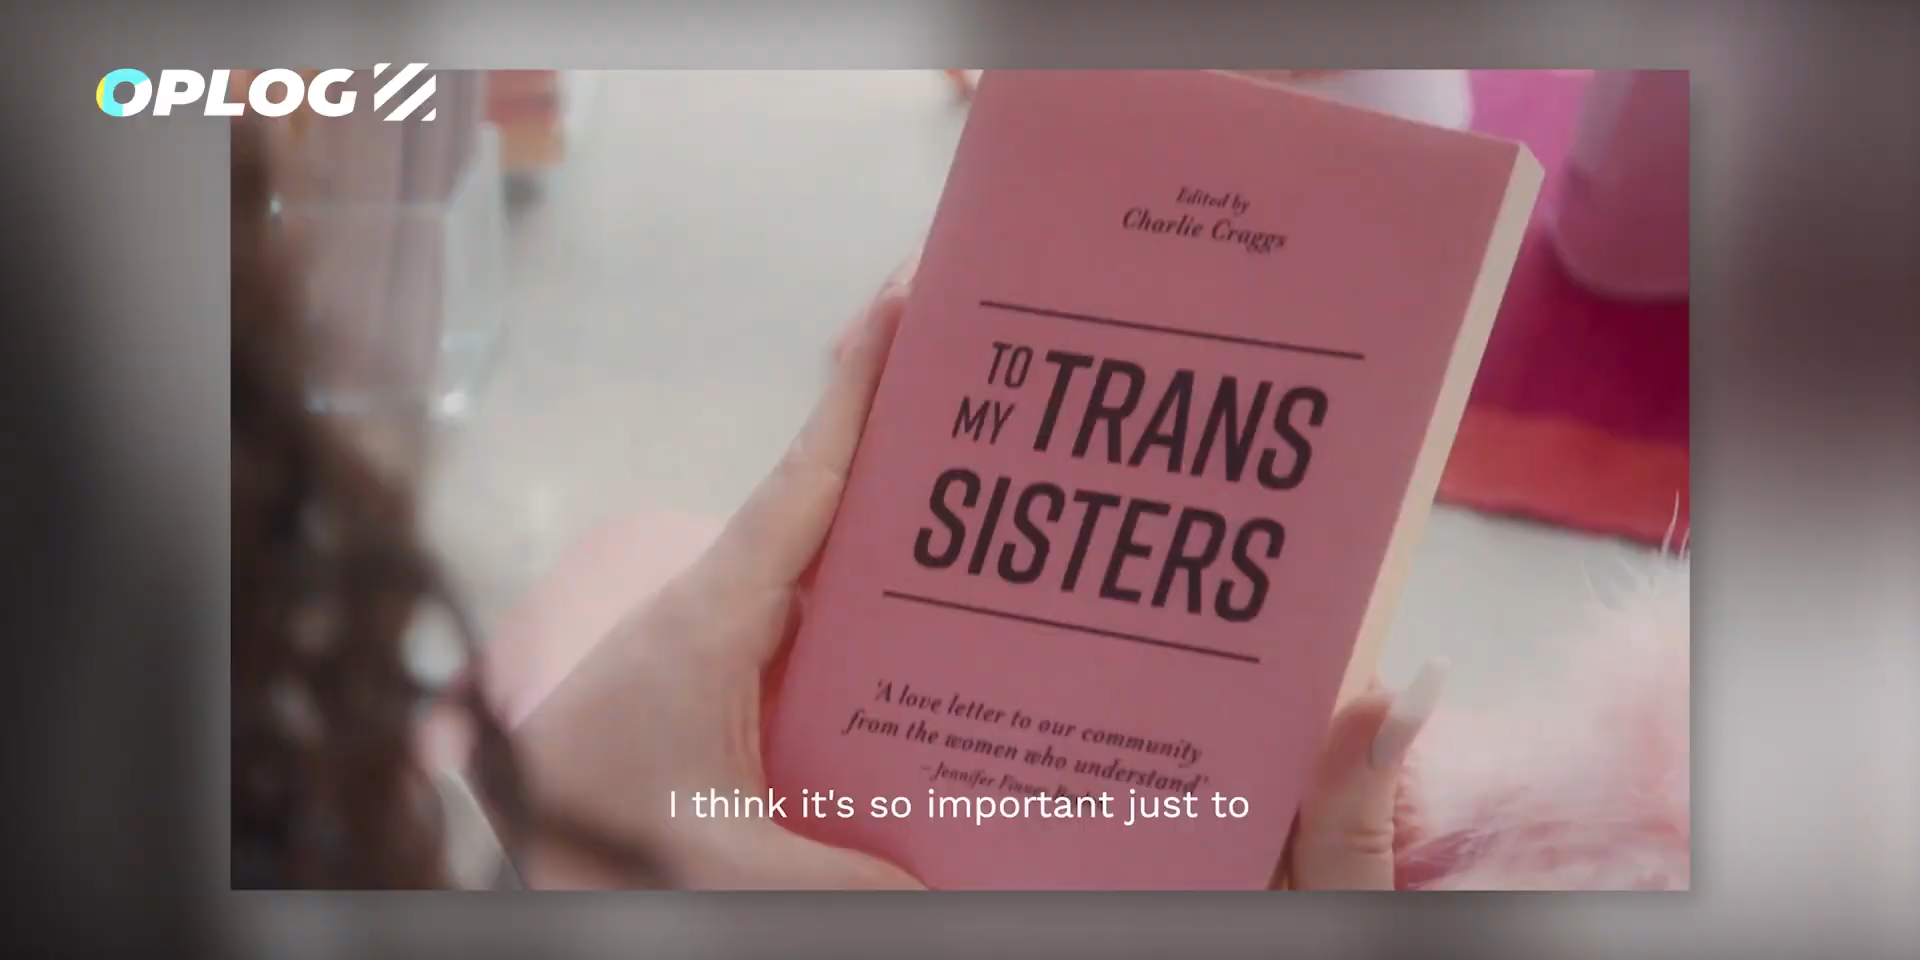 OPLOG
Edited by
Charlie Craggs
TO MY TRANS
SISTERS
'A love letter to our community
from the women who understand'
– Jennifer
I think it's so important just to